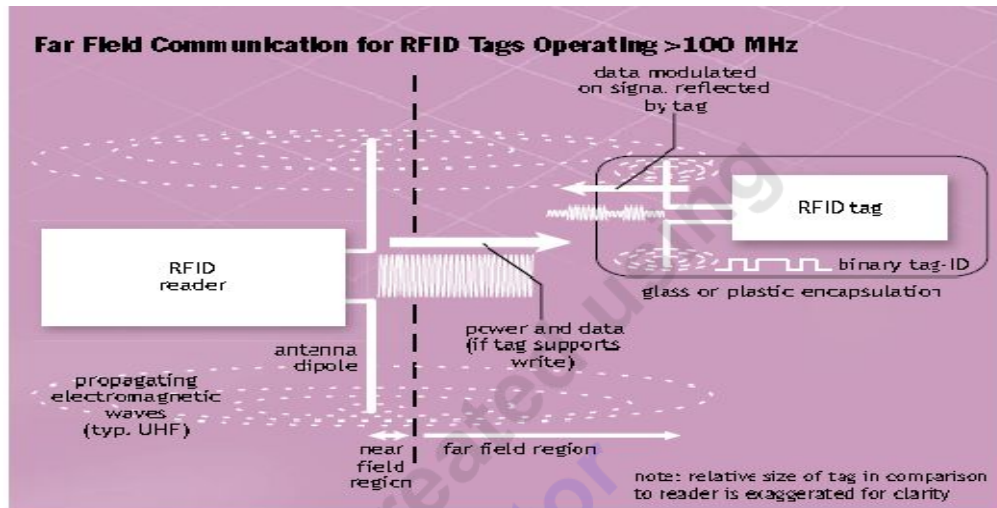 Far Field Communication for RFID Tags Operating >100 MHz
data modulated
on signal reflected
by tag
RFID tag
RFID
reader
binary tag-ID
glass or plastic encapsulation
power and data
(if tag supports
write)
antenna
dipole
propagating
electromagnetic
waves
(typ. UHF)
near
field
region
far field region
note: relative size of tag in comparison
to reader is exaggerated for clarity
created using
or